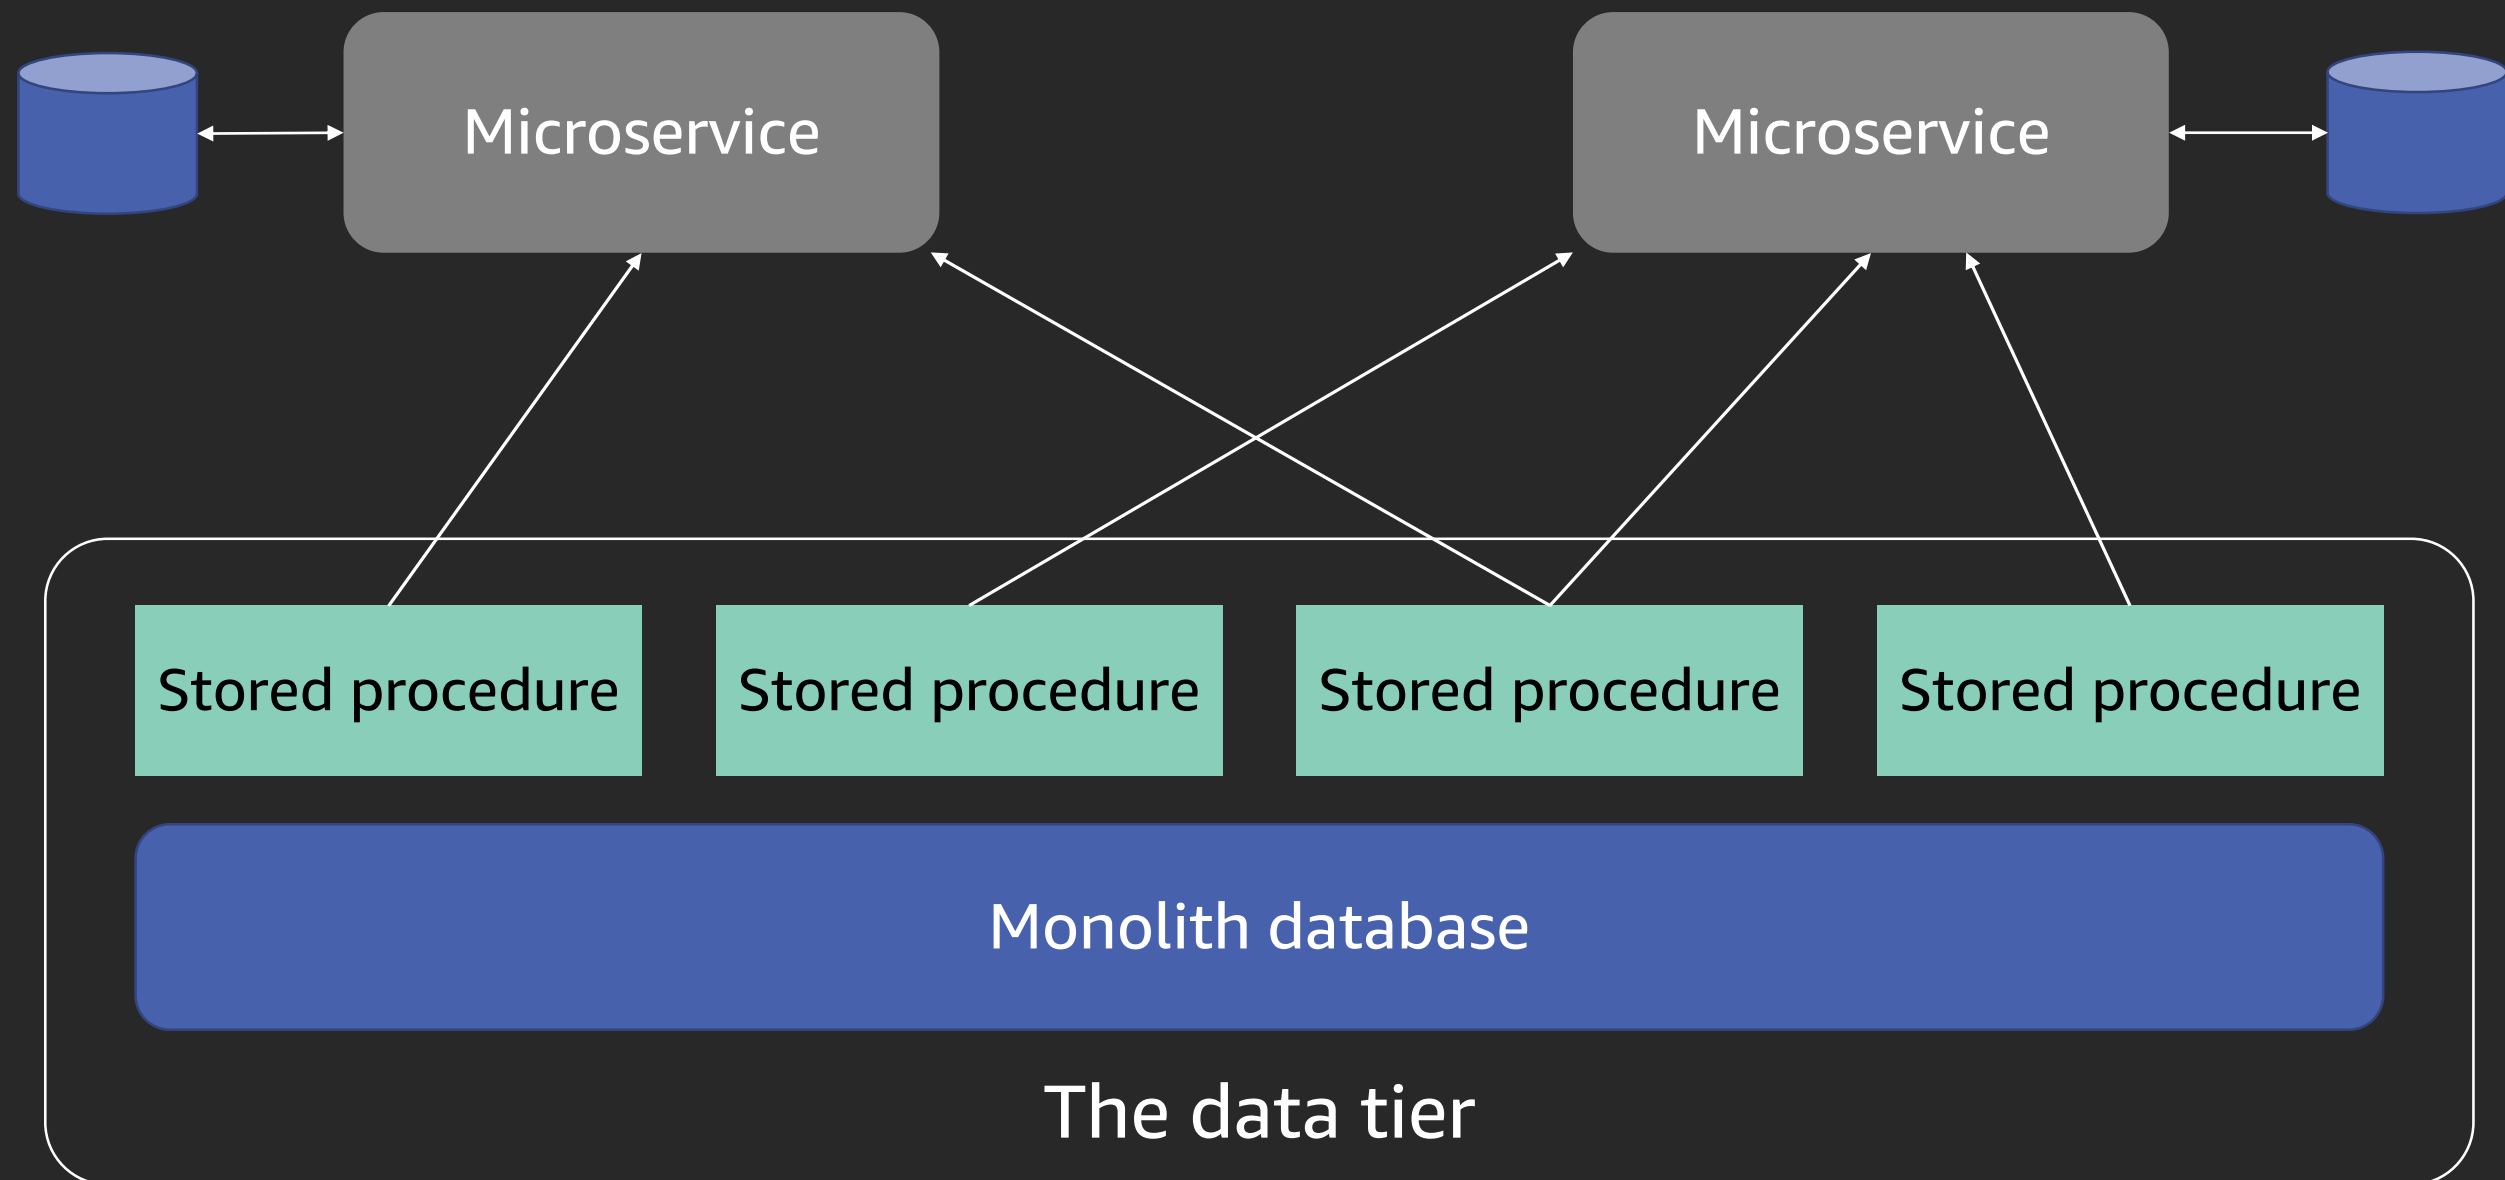 Microservice
Microservice
Stored procedure
Stored procedure
Stored procedure
Stored procedure
Monolith database
The data tier